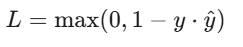 L = max(0, 1 − y · ŷ)